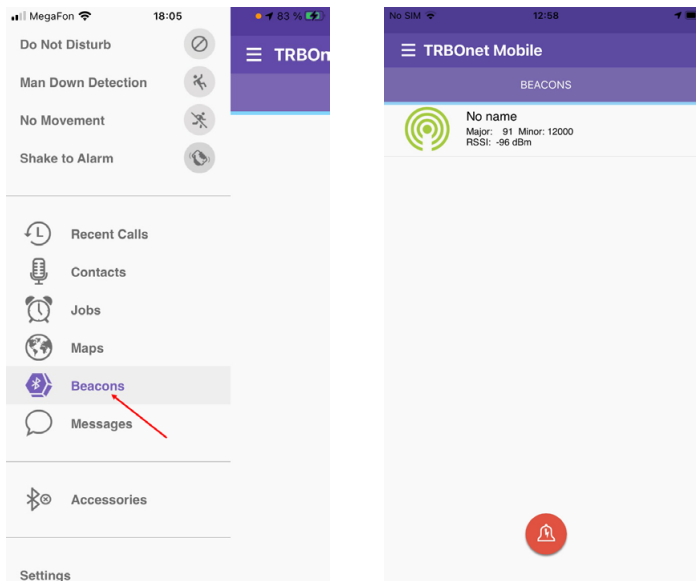 MegaFon 18:05 83 %
Do Not Disturb
Man Down Detection
No Movement
Shake to Alarm
Recent Calls
Contacts
Jobs
Maps
Beacons
Messages
Accessories
Settings
TRBOn
No SIM 12:58
TRBOnet Mobile
BEACONS
No name
Major: 91 Minor: 12000
RSSI: -96 dBm